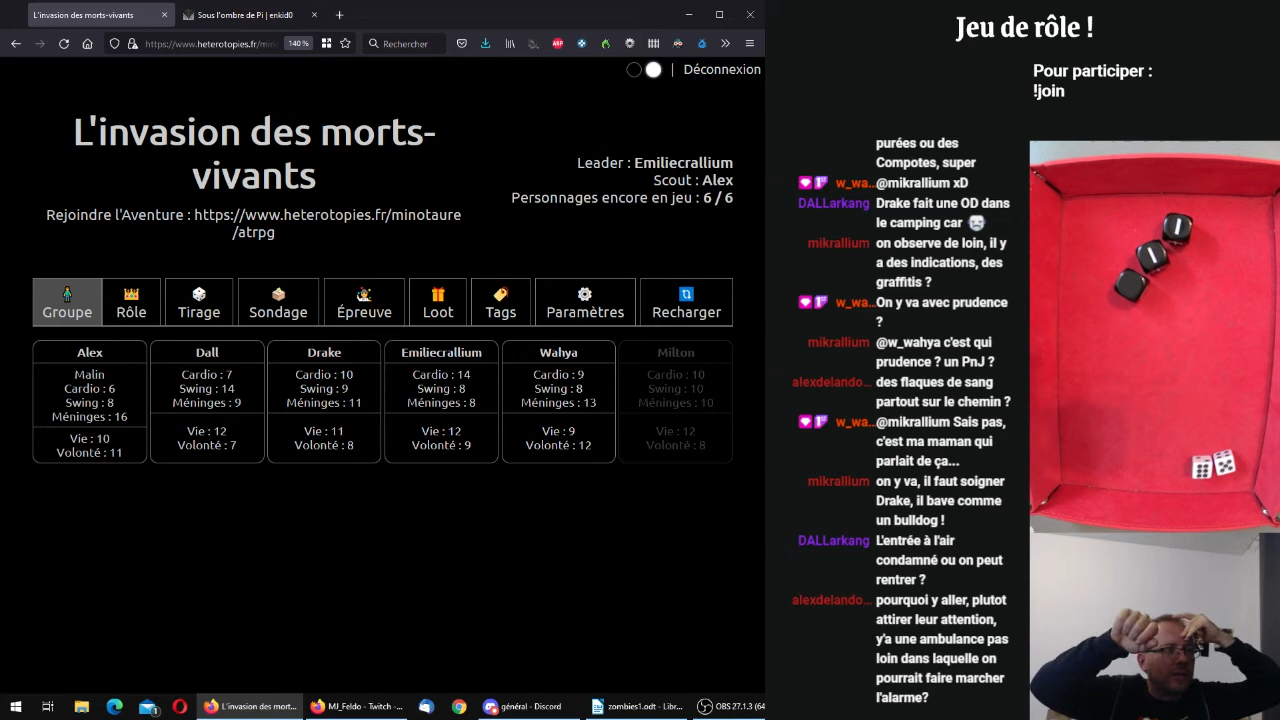 L'invasion des morts-vivants
Sous l'ombre de Pi | enkid0
https://www.heterotopies.fr/min
140 %
Rechercher
ABP
| Déconnexion
L'invasion des morts-
vivants
Rejoindre l'Aventure : https://www.heterotopies.fr/minotaure
/atrpg
Leader : Emiliecrallium
Scout : Alex
Personnages encore en jeu : 6 / 6
Groupe
Rôle
Tirage
Sondage
Épreuve
Loot
Tags
Paramètres
Recharger
Alex
Malin
Cardio : 6
Swing : 8
Méninges : 16
Vie : 10
Volonté : 11
Dall
Cardio : 7
Swing : 14
Méninges : 9
Vie : 12
Volonté : 7
Drake
Cardio : 10
Swing : 9
Méninges : 11
Vie : 11
Volonté : 8
Emiliecrallium
Cardio : 14
Swing : 8
Méninges : 8
Vie : 12
Volonté : 9
Wahya
Cardio : 9
Swing : 8
Méninges : 13
Vie : 9
Volonté : 12
Milton
Cardio : 10
Swing : 10
Méninges : 10
Vie : 12
Volonté : 8
L'invasion des mort...
MJ_Feldo - Twitch -...
général - Discord
zombies1.odt - Libr...
OBS 27.1.3 (64
Jeu de rôle !
Pour participer :
!join
purées ou des
Compotes, super
w_wa... @mikrallium xD
DALLarkang Drake fait une OD dans
le camping car
mikrallium on observe de loin, il y
a des indications, des
graffitis ?
w_wa... On y va avec prudence
?
mikrallium @w_wahya c'est qui
prudence ? un PnJ ?
alexdelando... des flaques de sang
partout sur le chemin ?
w_wa... @mikrallium Sais pas,
c'est ma maman qui
parlait de ça...
mikrallium on y va, il faut soigner
Drake, il bave comme
un bulldog !
DALLarkang L'entrée à l'air
condamné ou on peut
rentrer ?
alexdelando... pourquoi y aller, plutot
attirer leur attention,
y'a une ambulance pas
loin dans laquelle on
pourrait faire marcher
l'alarme?